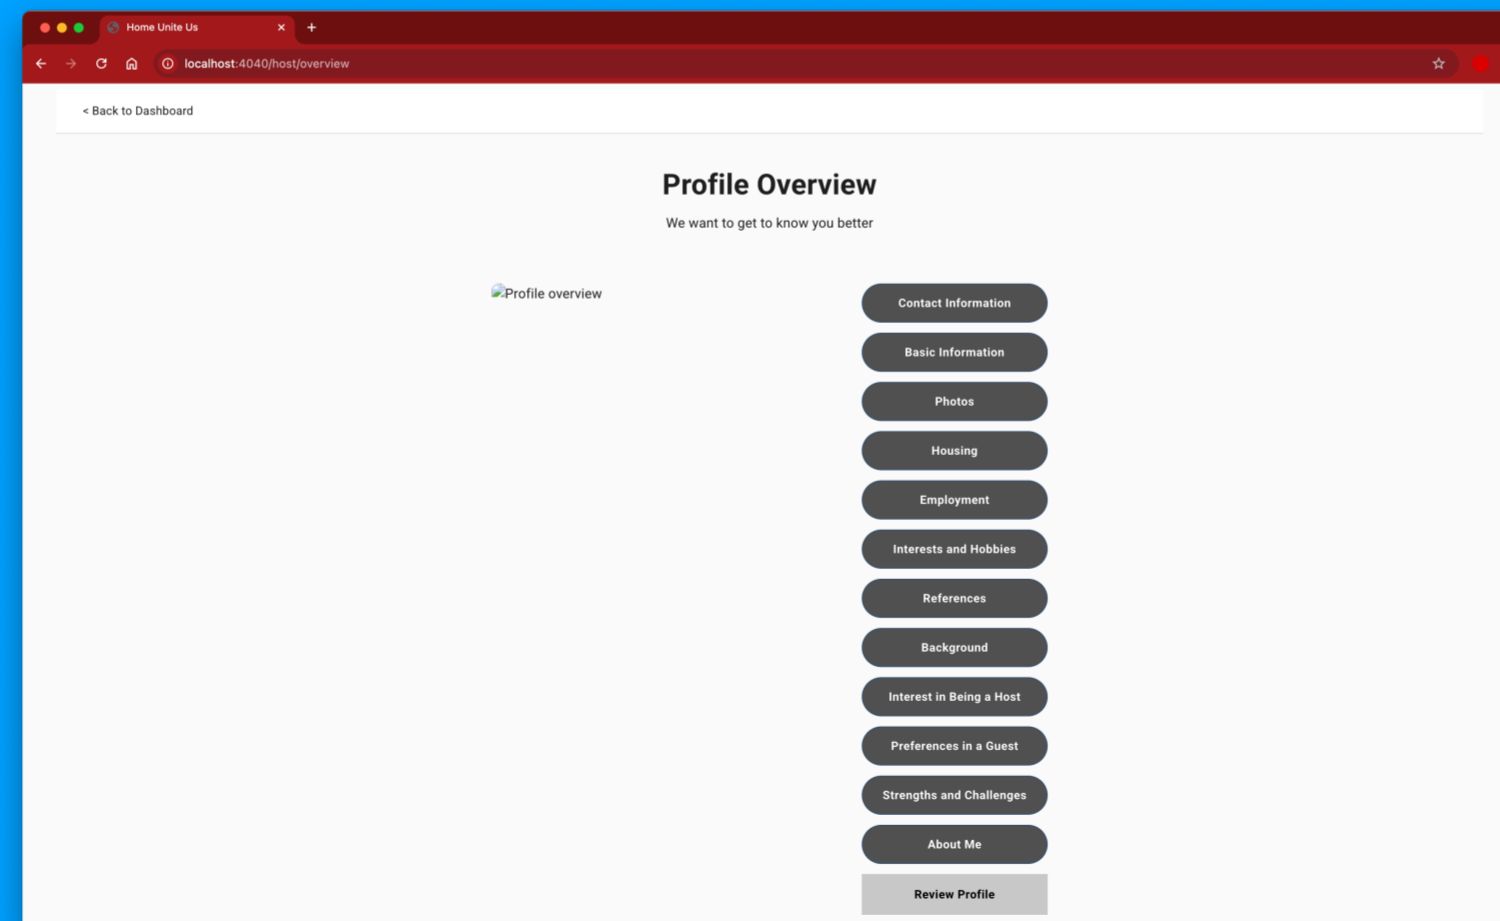 Home Unite Us
localhost:4040/host/overview
< Back to Dashboard
Profile Overview
We want to get to know you better
Profile overview
Contact Information
Basic Information
Photos
Housing
Employment
Interests and Hobbies
References
Background
Interest in Being a Host
Preferences in a Guest
Strengths and Challenges
About Me
Review Profile